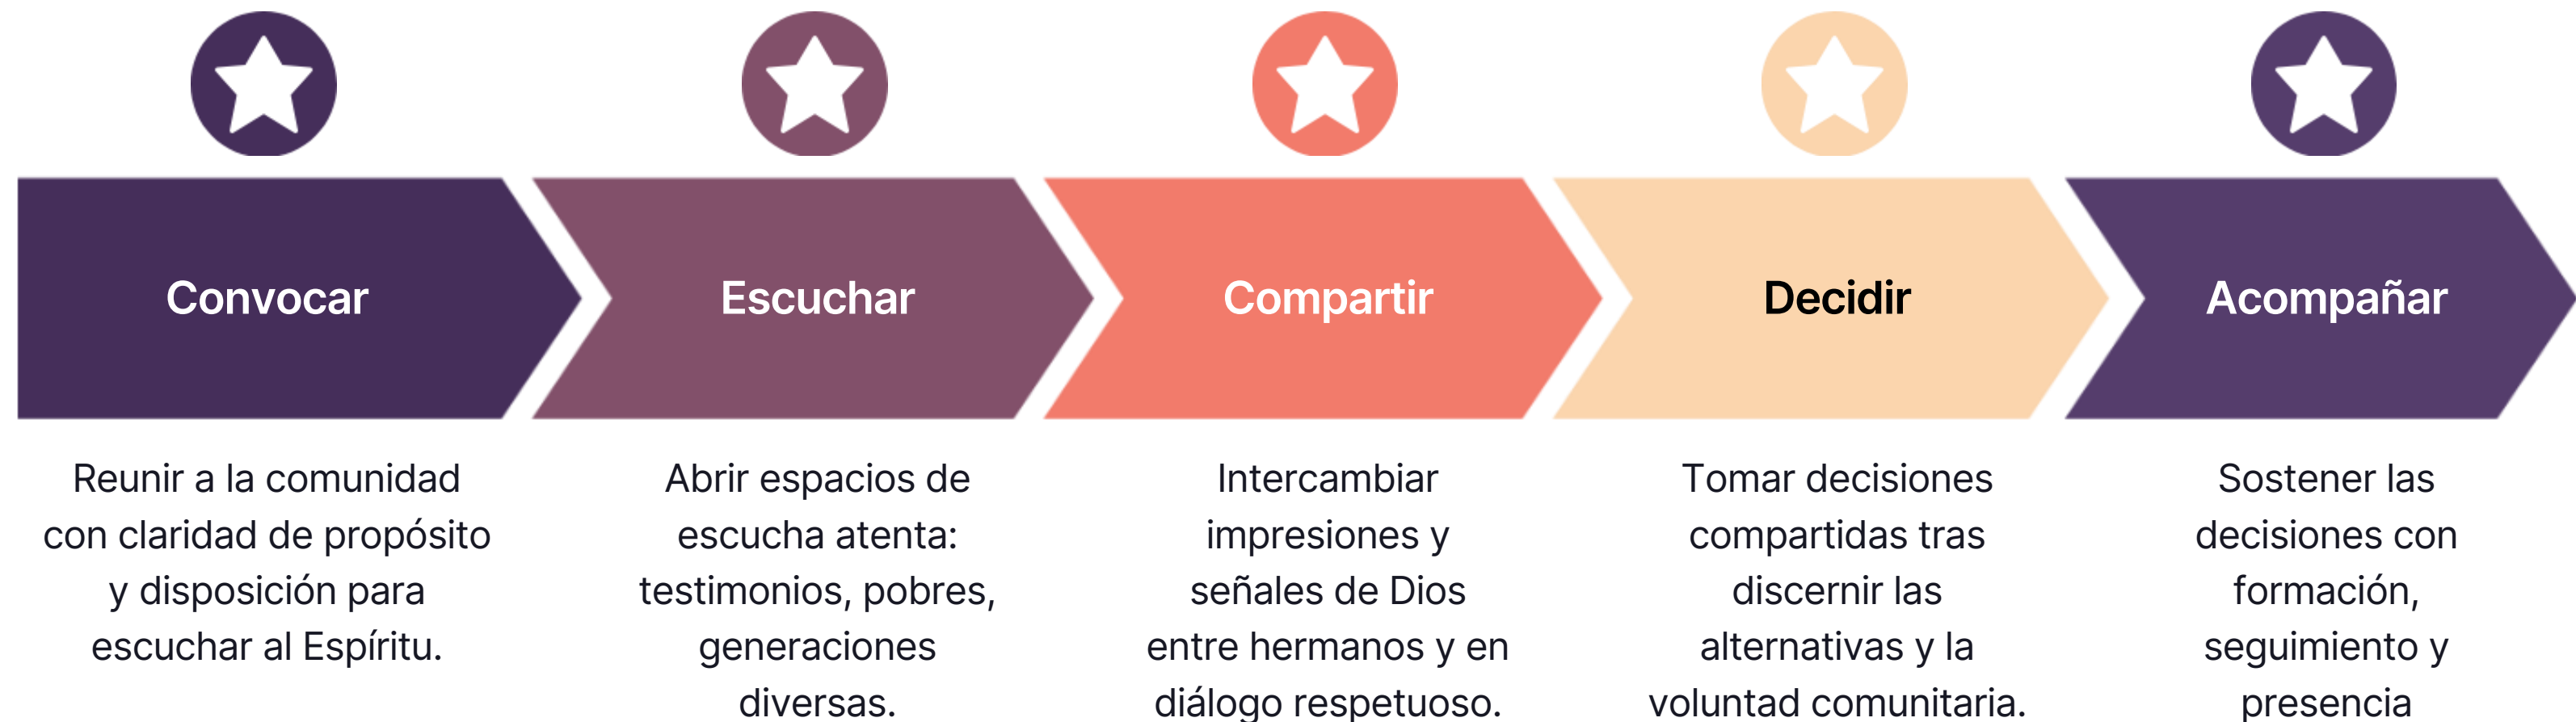 Convocar
Reunir a la comunidad
con claridad de propósito
y disposición para
escuchar al Espíritu.
Escuchar
Abrir espacios de
escucha atenta:
testimonios, pobres,
generaciones
diversas.
Compartir
Intercambiar
impresiones y
señales de Dios
entre hermanos y en
diálogo respetuoso.
Decidir
Tomar decisiones
compartidas tras
discernir las
alternativas y la
voluntad comunitaria.
Acompañar
Sostener las
decisiones con
formación,
seguimiento y
presencia